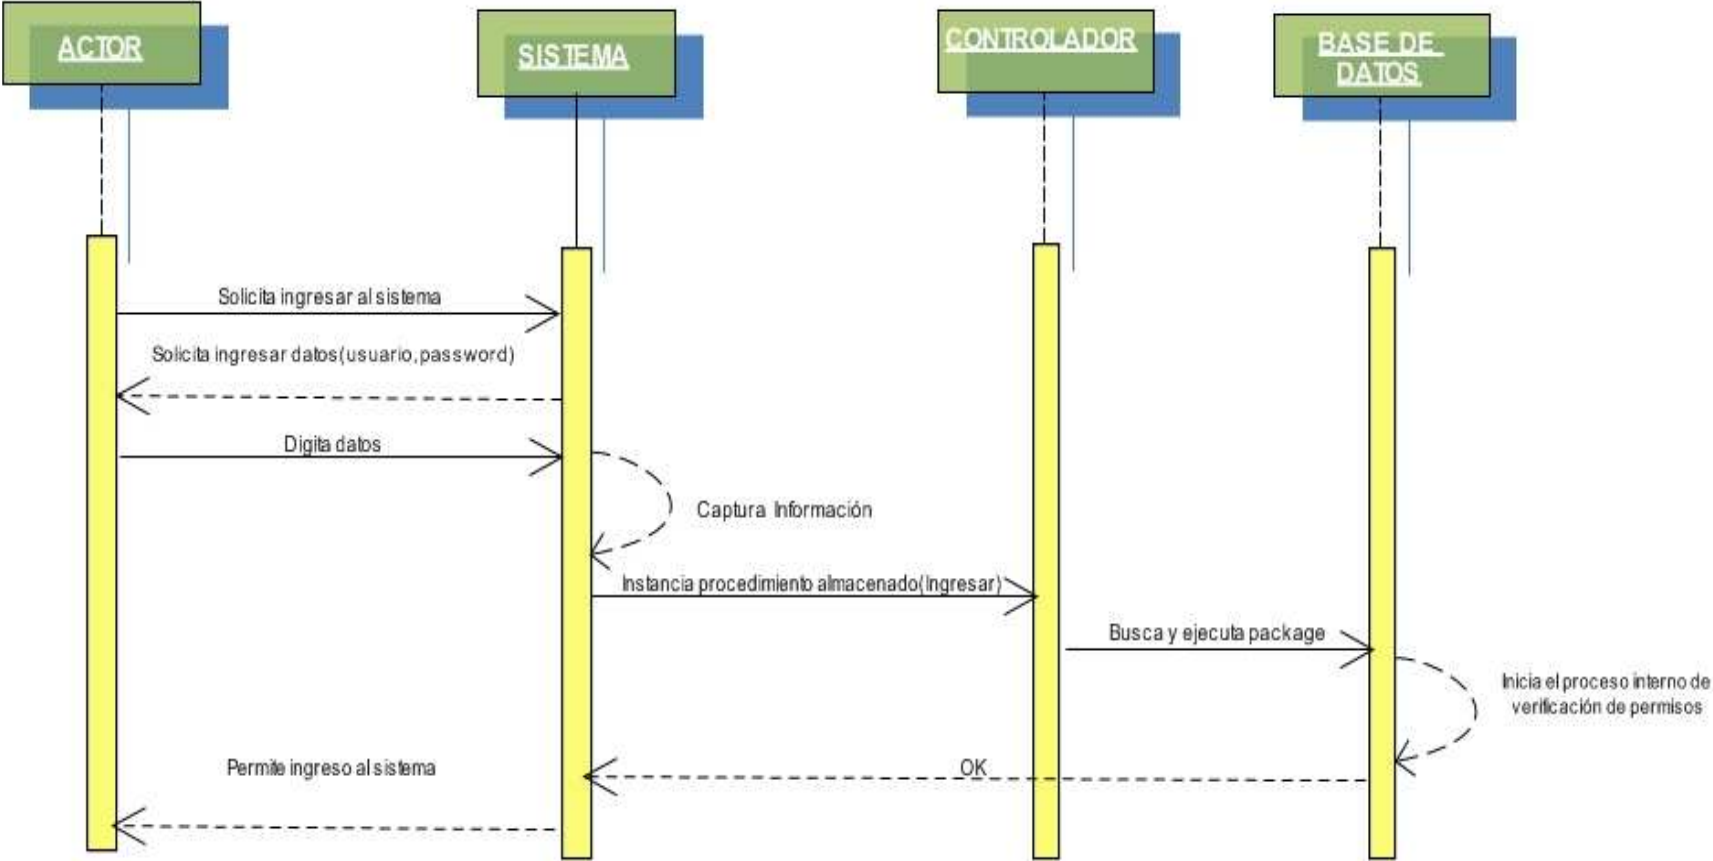 ACTOR
SISTEMA
CONTROLADOR
BASE DE
DATOS
Solicita ingresar al sistema
Solicita ingresar datos(usuario,password)
Digita datos
Captura Información
Instancia procedimiento almacenado(Ingresar)
Busca y ejecuta package
Inicia el proceso interno de
verificación de permisos
Permite ingreso al sistema
OK